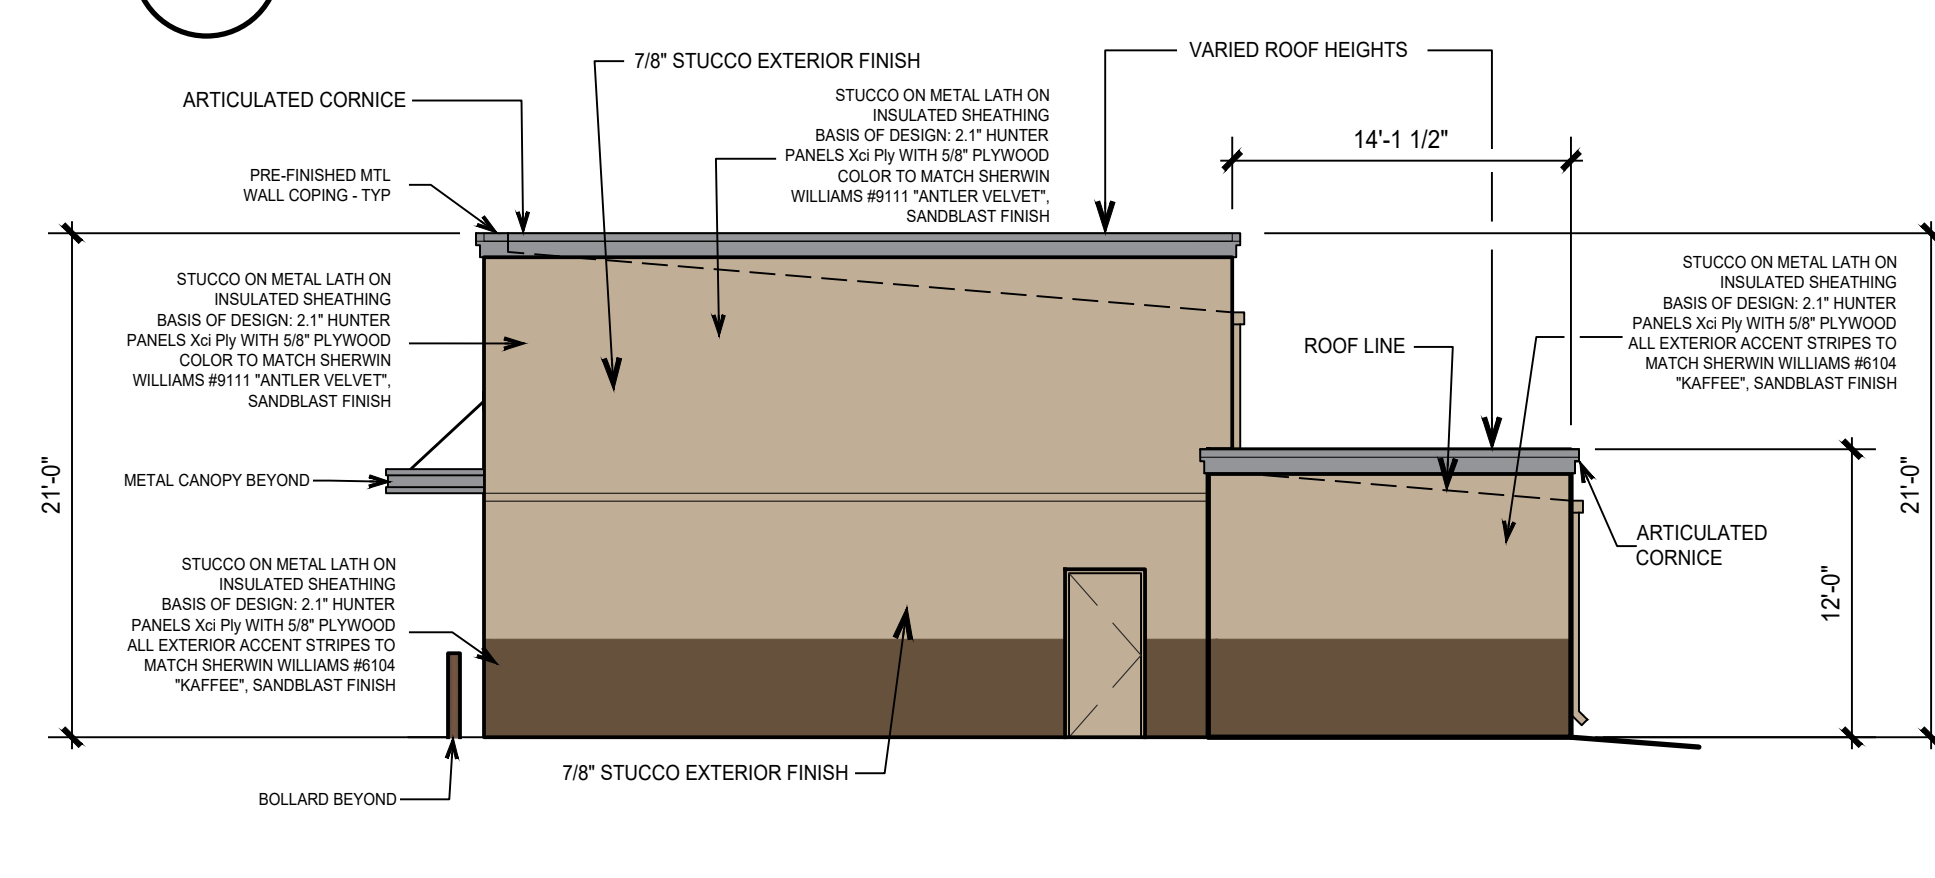 7/8" STUCCO EXTERIOR FINISH
VARIED ROOF HEIGHTS
ARTICULATED CORNICE
STUCCO ON METAL LATH ON
INSULATED SHEATHING
BASIS OF DESIGN: 2.1" HUNTER
PANELS Xci Ply WITH 5/8" PLYWOOD
COLOR TO MATCH SHERWIN
WILLIAMS #9111 "ANTLER VELVET",
SANDBLAST FINISH
14'-1 1/2"
PRE-FINISHED MTL
WALL COPING - TYP
STUCCO ON METAL LATH ON
INSULATED SHEATHING
BASIS OF DESIGN: 2.1" HUNTER
PANELS Xci Ply WITH 5/8" PLYWOOD
COLOR TO MATCH SHERWIN
WILLIAMS #9111 "ANTLER VELVET",
SANDBLAST FINISH
STUCCO ON METAL LATH ON
INSULATED SHEATHING
BASIS OF DESIGN: 2.1" HUNTER
PANELS Xci Ply WITH 5/8" PLYWOOD
ALL EXTERIOR ACCENT STRIPES TO
MATCH SHERWIN WILLIAMS #6104
"KAFFEE", SANDBLAST FINISH
ROOF LINE
21'-0"
METAL CANOPY BEYOND
21'-0"
ARTICULATED
CORNICE
12'-0"
STUCCO ON METAL LATH ON
INSULATED SHEATHING
BASIS OF DESIGN: 2.1" HUNTER
PANELS Xci Ply WITH 5/8" PLYWOOD
ALL EXTERIOR ACCENT STRIPES TO
MATCH SHERWIN WILLIAMS #6104
"KAFFEE", SANDBLAST FINISH
7/8" STUCCO EXTERIOR FINISH
BOLLARD BEYOND